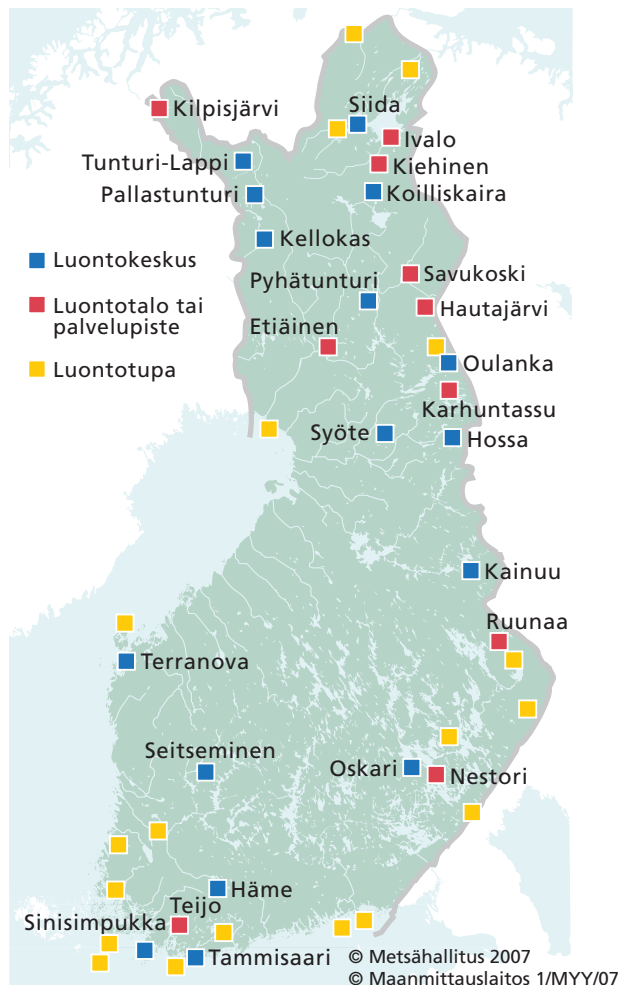 Kilpisjärvi
Siida
Ivalo
Tunturi-Lappi
Kiehinen
Pallastunturi
Koilliskaira
Kellokas
Luontokeskus
Luontotalo tai
palvelupiste
Luontotupa
Pyhätunturi
Savukoski
Hautajärvi
Etiäinen
Oulanka
Karhuntassu
Syöte
Hossa
Kainuu
Ruunaa
Terranova
Seitseminen
Oskari
Nestori
Häme
Teijo
Sinisimpukka
Tammisaari
© Metsähallitus 2007
© Maanmittauslaitos 1/MYY/07